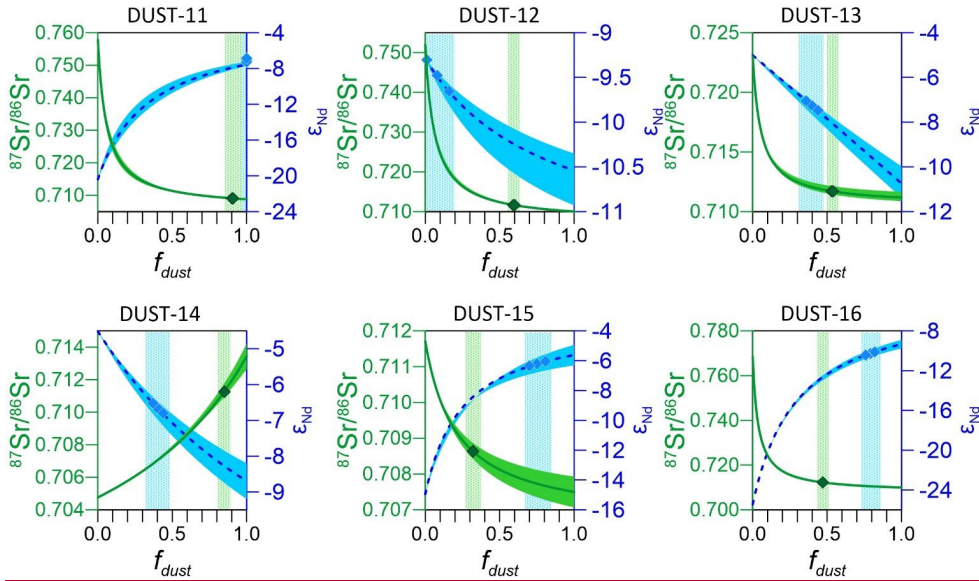 DUST-11
0.760
0.750
0.740
0.730
0.720
0.710
87Sr/86Sr
-4
-8
-12
-16
-20
-24
εNd
0.0 0.5 1.0
fdust
DUST-12
0.750
0.740
0.730
0.720
0.710
87Sr/86Sr
-9
-9.5
-10
-10.5
-11
εNd
0.0 0.5 1.0
fdust
DUST-13
0.725
0.720
0.715
0.710
87Sr/86Sr
-4
-6
-8
-10
-12
εNd
0.0 0.5 1.0
fdust
DUST-14
0.714
0.712
0.710
0.708
0.706
0.704
87Sr/86Sr
-5
-6
-7
-8
-9
εNd
0.0 0.5 1.0
fdust
DUST-15
0.712
0.711
0.710
0.709
0.708
0.707
87Sr/86Sr
-4
-6
-8
-10
-12
-14
-16
εNd
0.0 0.5 1.0
fdust
DUST-16
0.780
0.760
0.740
0.720
0.700
87Sr/86Sr
-8
-12
-16
-20
-24
εNd
0.0 0.5 1.0
fdust